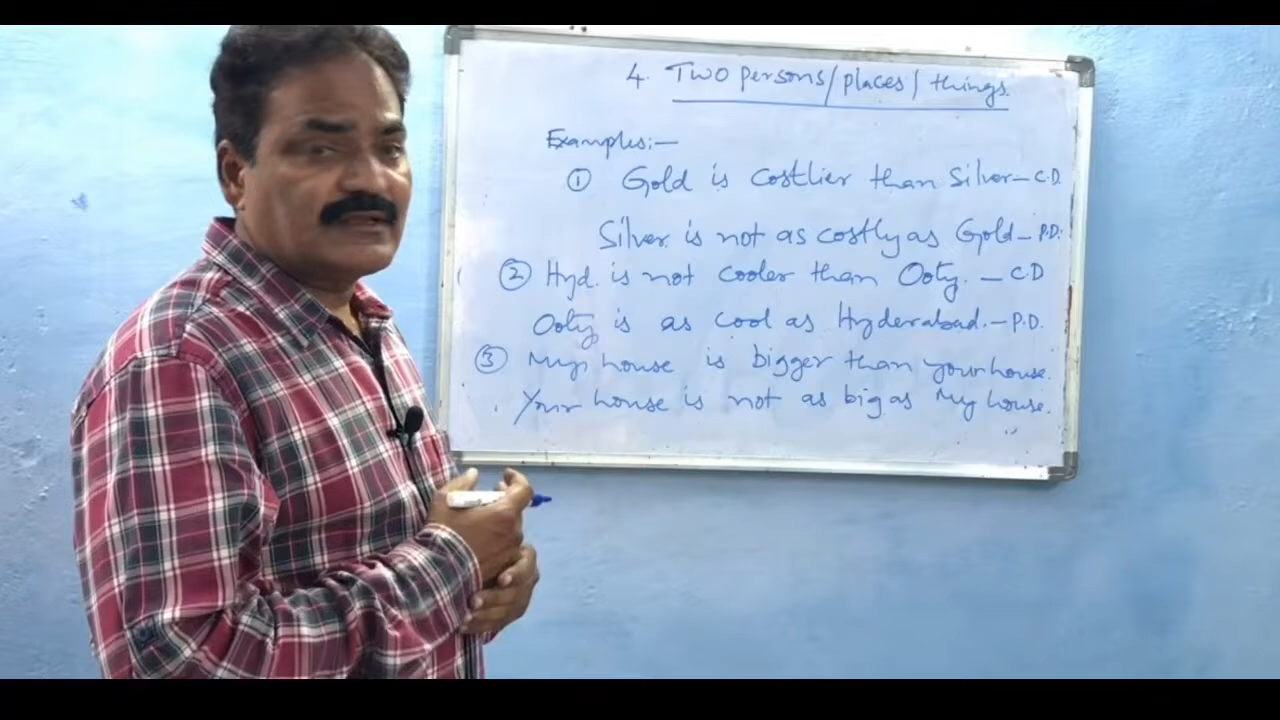 4. Two persons/places/things.
Examples:—
① Gold is costlier than Silver–C.D.
Silver is not as costly as Gold–P.D.
② Hyd. is not cooler than Ooty. – C.D
Ooty is as cool as Hyderabad.–P.D.
③ My house is bigger than your house.
Your house is not as big as My house.